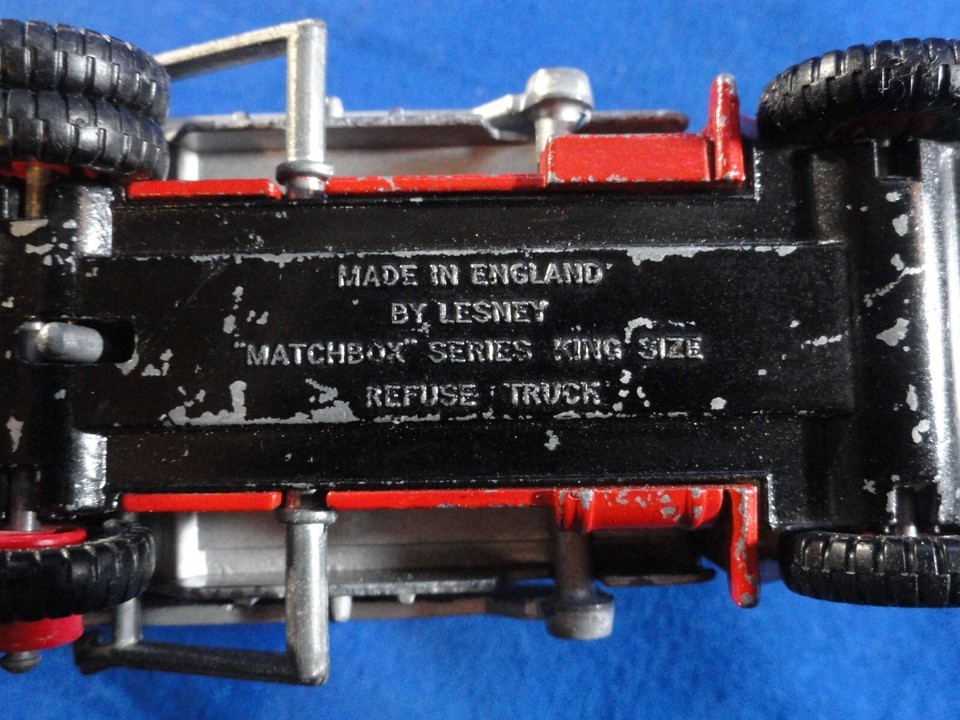 MADE IN ENGLAND
BY LESNEY
"MATCHBOX" SERIES KING SIZE
REFUSE TRUCK